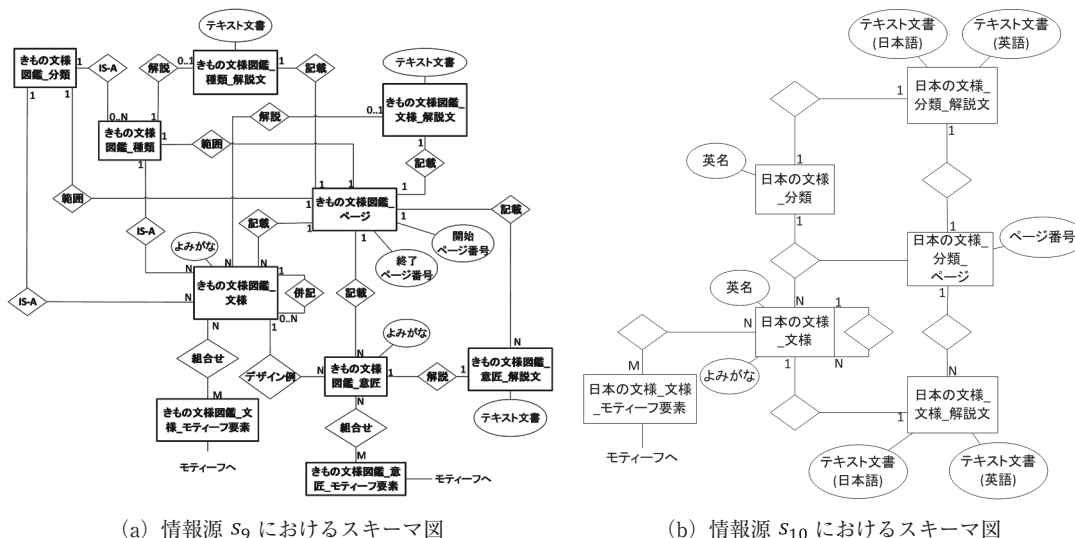 テキスト文書
きもの文様
図鑑_分類
IS-A
解説
0..1
きもの文様図鑑_
種類_解説文
1
記載
テキスト文書
きもの文様図鑑_
文様_解説文
0..1
解説
1
1
0..N
1
きもの文様
図鑑_種類
1
範囲
1
1
記載
1
1
1
範囲
1
きもの文様図鑑_
ページ
1
1
記載
IS-A
よみがな
記載
1
1
開始
ページ番号
終了
ページ番号
N
N
N
N
きもの文様図鑑_
文様
1
併記
0..N
記載
IS-A
N
N
1
組合せ
デザイン例
N
N
よみがな
きもの文様
図鑑_意匠
1
解説
1
N
きもの文様図鑑_
意匠_解説文
テキスト文書
M
きもの文様図鑑_文
様_モティーフ要素
モティーフへ
N
組合せ
M
きもの文様図鑑_意
匠_モティーフ要素
モティーフへ
(a) 情報源 s9 におけるスキーマ図
テキスト文書
(日本語)
テキスト文書
(英語)
1
日本の文様_
分類_解説文
1
英名
1
日本の文様
_分類
1
1
日本の文様_
分類_
ページ
ページ番号
1
英名
N
N
日本の文様
_文様
1
N
よみがな
1
M
日本の文様_文様
_モティーフ要素
モティーフへ
N
1
日本の文様_
文様_解説文
テキスト文書
(日本語)
テキスト文書
(英語)
(b) 情報源 s10 におけるスキーマ図